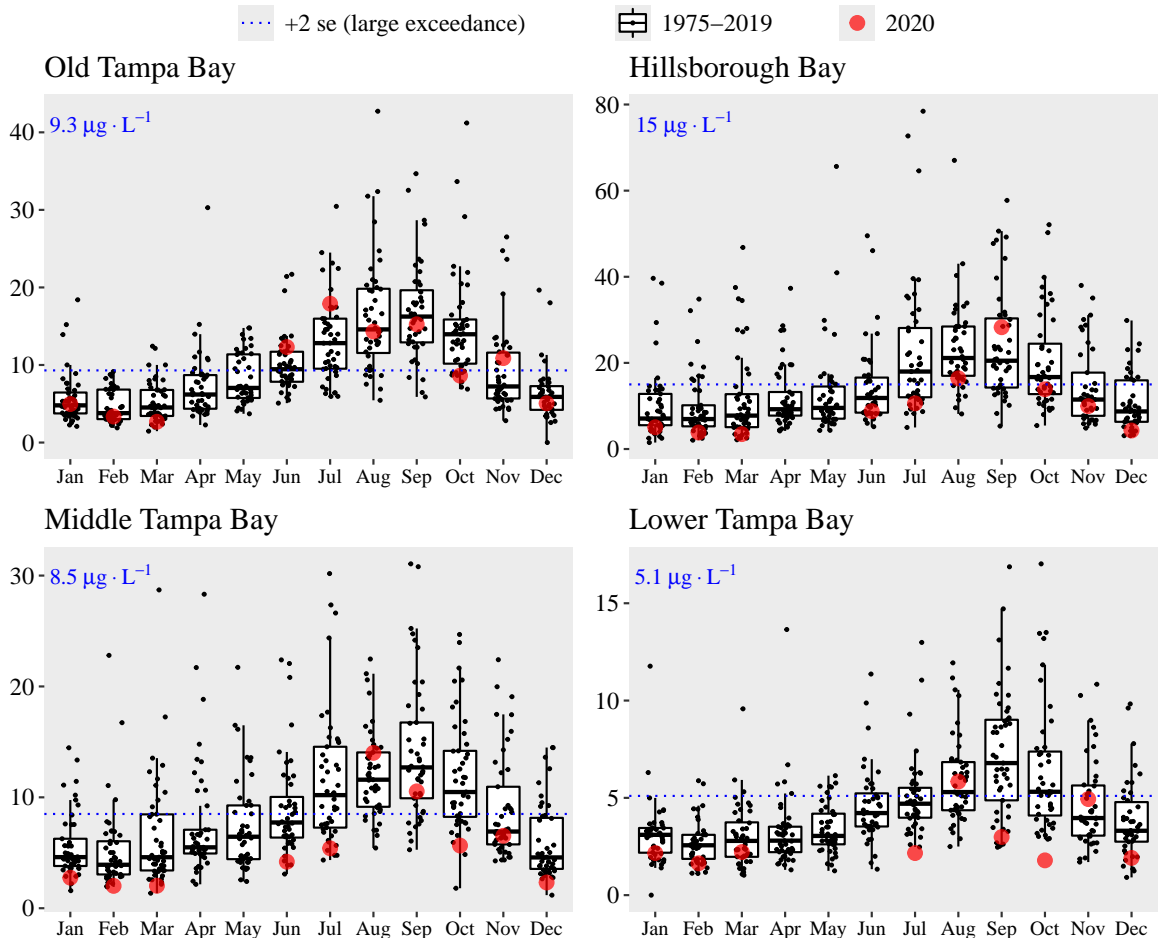 +2 se (large exceedance) 1975–2019 2020
Old Tampa Bay
9.3 μg · L⁻¹
40
30
20
10
0
Jan Feb Mar Apr May Jun Jul Aug Sep Oct Nov Dec
Hillsborough Bay
15 μg · L⁻¹
80
60
40
20
0
Jan Feb Mar Apr May Jun Jul Aug Sep Oct Nov Dec
Middle Tampa Bay
8.5 μg · L⁻¹
30
20
10
0
Jan Feb Mar Apr May Jun Jul Aug Sep Oct Nov Dec
Lower Tampa Bay
5.1 μg · L⁻¹
15
10
5
0
Jan Feb Mar Apr May Jun Jul Aug Sep Oct Nov Dec